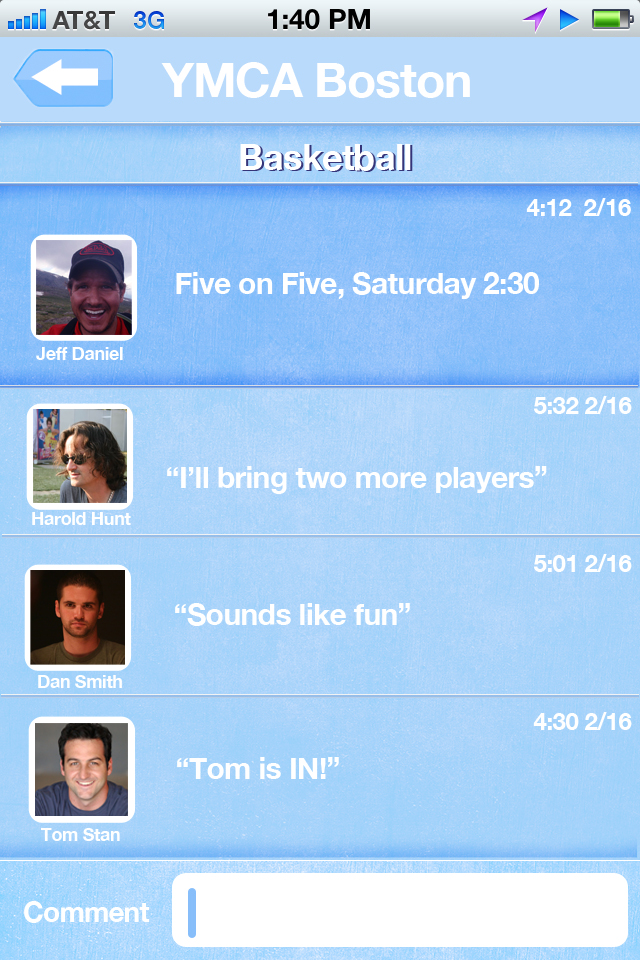 AT&T 3G 1:40 PM
YMCA Boston
Basketball
4:12 2/16
Five on Five, Saturday 2:30
Jeff Daniel
5:32 2/16
“I’ll bring two more players”
Harold Hunt
5:01 2/16
“Sounds like fun”
Dan Smith
4:30 2/16
“Tom is IN!”
Tom Stan
Comment